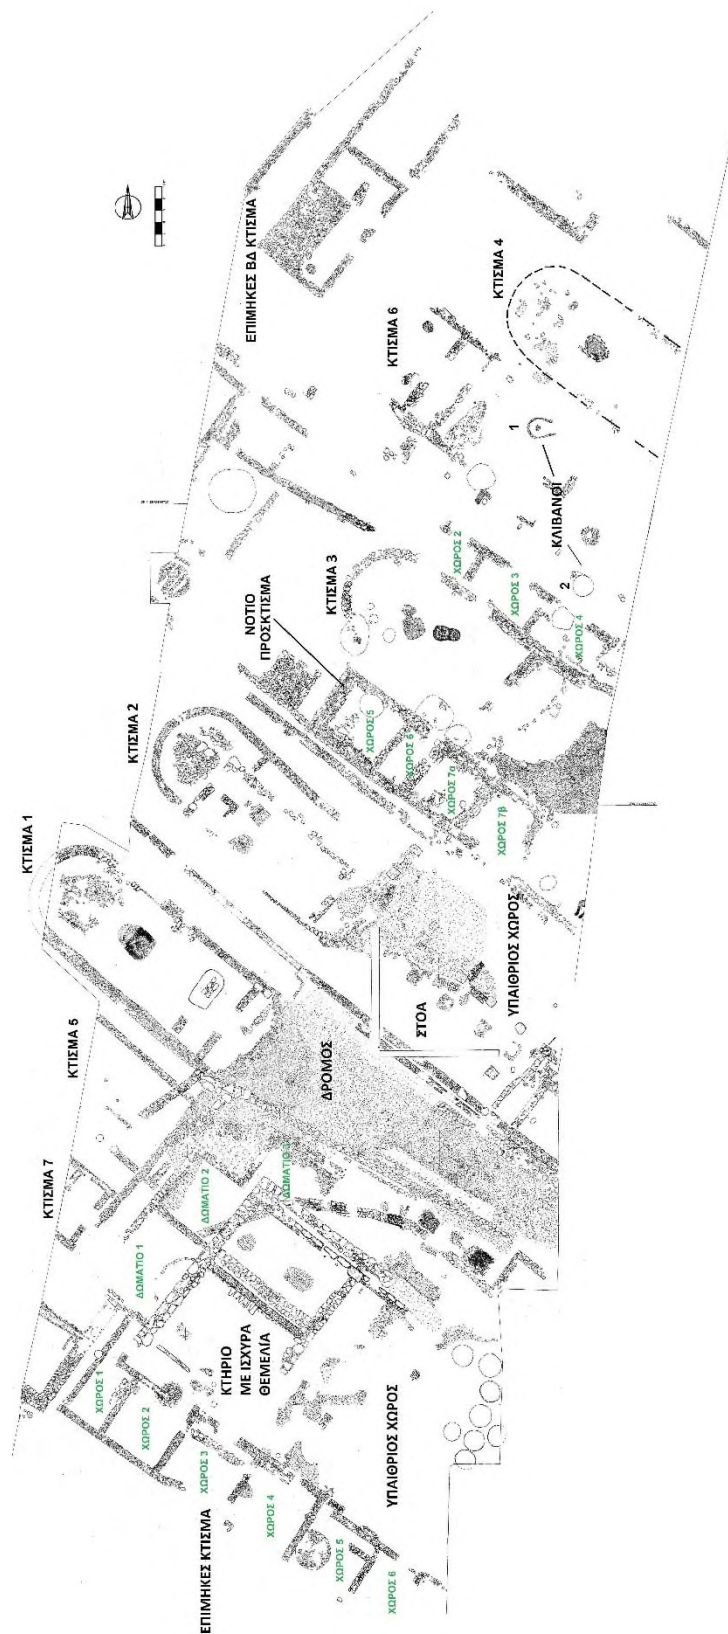 ΚΤΙΣΜΑ 1
ΚΤΙΣΜΑ 7
ΚΤΙΣΜΑ 5
ΚΤΙΣΜΑ 2
ΧΩΡΟΣ 1
ΔΩΜΑΤΙΟ 1
ΧΩΡΟΣ 2
ΔΩΜΑΤΙΟ 2
ΧΩΡΟΣ 3
ΕΠΙΜΗΚΕΣ ΚΤΙΣΜΑ
ΚΤΗΡΙΟ
ΜΕ ΙΣΧΥΡΑ
ΘΕΜΕΛΙΑ
ΝΟΤΙΟ
ΠΡΟΣΚΤΙΣΜΑ
ΕΠΙΜΗΚΕΣ ΒΔ ΚΤΙΣΜΑ
ΧΩΡΟΣ 4
ΔΩΜΑΤΙΟ
ΔΡΟΜΟΣ
ΚΤΙΣΜΑ 3
ΧΩΡΟΣ 5
ΧΩΡΟΣ 5
ΧΩΡΟΣ 6
ΥΠΑΙΘΡΙΟΣ ΧΩΡΟΣ
ΧΩΡΟΣ 6
ΚΤΙΣΜΑ 6
ΣΤΟΑ
ΧΩΡΟΣ 7α
ΧΩΡΟΣ 2
ΧΩΡΟΣ 7β
ΥΠΑΙΘΡΙΟΣ ΧΩΡΟΣ
ΧΩΡΟΣ 3
1
ΚΤΙΣΜΑ 4
ΚΛΙΒΑΝΟΙ
2
ΧΩΡΟΣ 4